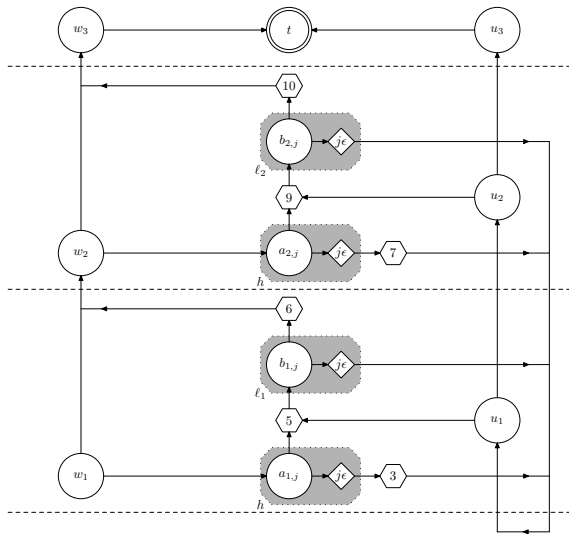 w₃ t u₃
10
b₂,ⱼ jϵ
ℓ₂
9 u₂
w₂ a₂,ⱼ jϵ 7
h
6
b₁,ⱼ jϵ
ℓ₁
5 u₁
w₁ a₁,ⱼ jϵ 3
h